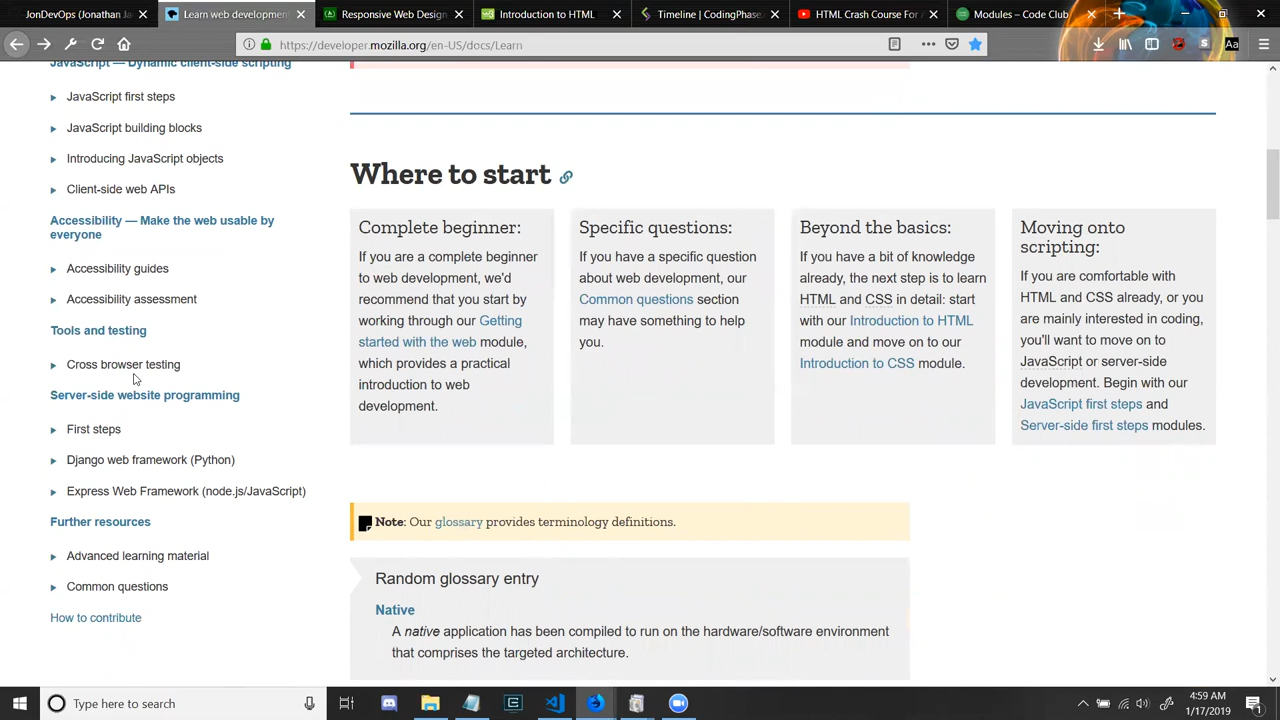 JonDevOps (Jonathan Ja
Learn web developmen
Responsive Web Desig
Introduction to HTML
Timeline | CodingPhase.
HTML Crash Course For A
Modules – Code Club
https://developer.mozilla.org/en-US/docs/Learn
Aa
JavaScript — Dynamic client-side scripting
JavaScript first steps
JavaScript building blocks
Introducing JavaScript objects
Client-side web APIs
Accessibility — Make the web usable by
everyone
Accessibility guides
Accessibility assessment
Tools and testing
Cross browser testing
Server-side website programming
First steps
Django web framework (Python)
Express Web Framework (node.js/JavaScript)
Further resources
Advanced learning material
Common questions
How to contribute
Where to start
Complete beginner:
If you are a complete beginner
to web development, we'd
recommend that you start by
working through our Getting
started with the web module,
which provides a practical
introduction to web
development.
Specific questions:
If you have a specific question
about web development, our
Common questions section
may have something to help
you.
Beyond the basics:
If you have a bit of knowledge
already, the next step is to learn
HTML and CSS in detail: start
with our Introduction to HTML
module and move on to our
Introduction to CSS module.
Moving onto
scripting:
If you are comfortable with
HTML and CSS already, or you
are mainly interested in coding,
you'll want to move on to
JavaScript or server-side
development. Begin with our
JavaScript first steps and
Server-side first steps modules.
Note: Our glossary provides terminology definitions.
Random glossary entry
Native
A native application has been compiled to run on the hardware/software environment
that comprises the targeted architecture.
Type here to search
4:59 AM
1/17/2019